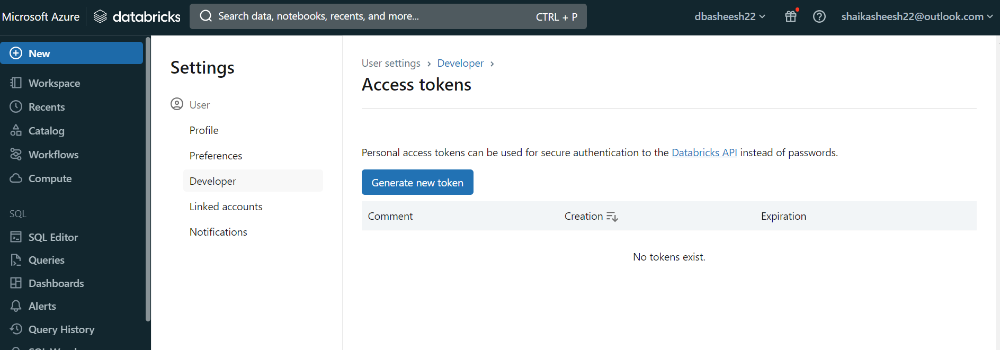 Microsoft Azure
databricks
Search data, notebooks, recents, and more...
CTRL + P
dbasheesh22
shaikasheesh22@outlook.com
New
Workspace
Recents
Catalog
Workflows
Compute
SQL
SQL Editor
Queries
Dashboards
Alerts
Query History
Settings
User
Profile
Preferences
Developer
Linked accounts
Notifications
User settings > Developer >
Access tokens
Personal access tokens can be used for secure authentication to the Databricks API instead of passwords.
Generate new token
Comment Creation Expiration
No tokens exist.